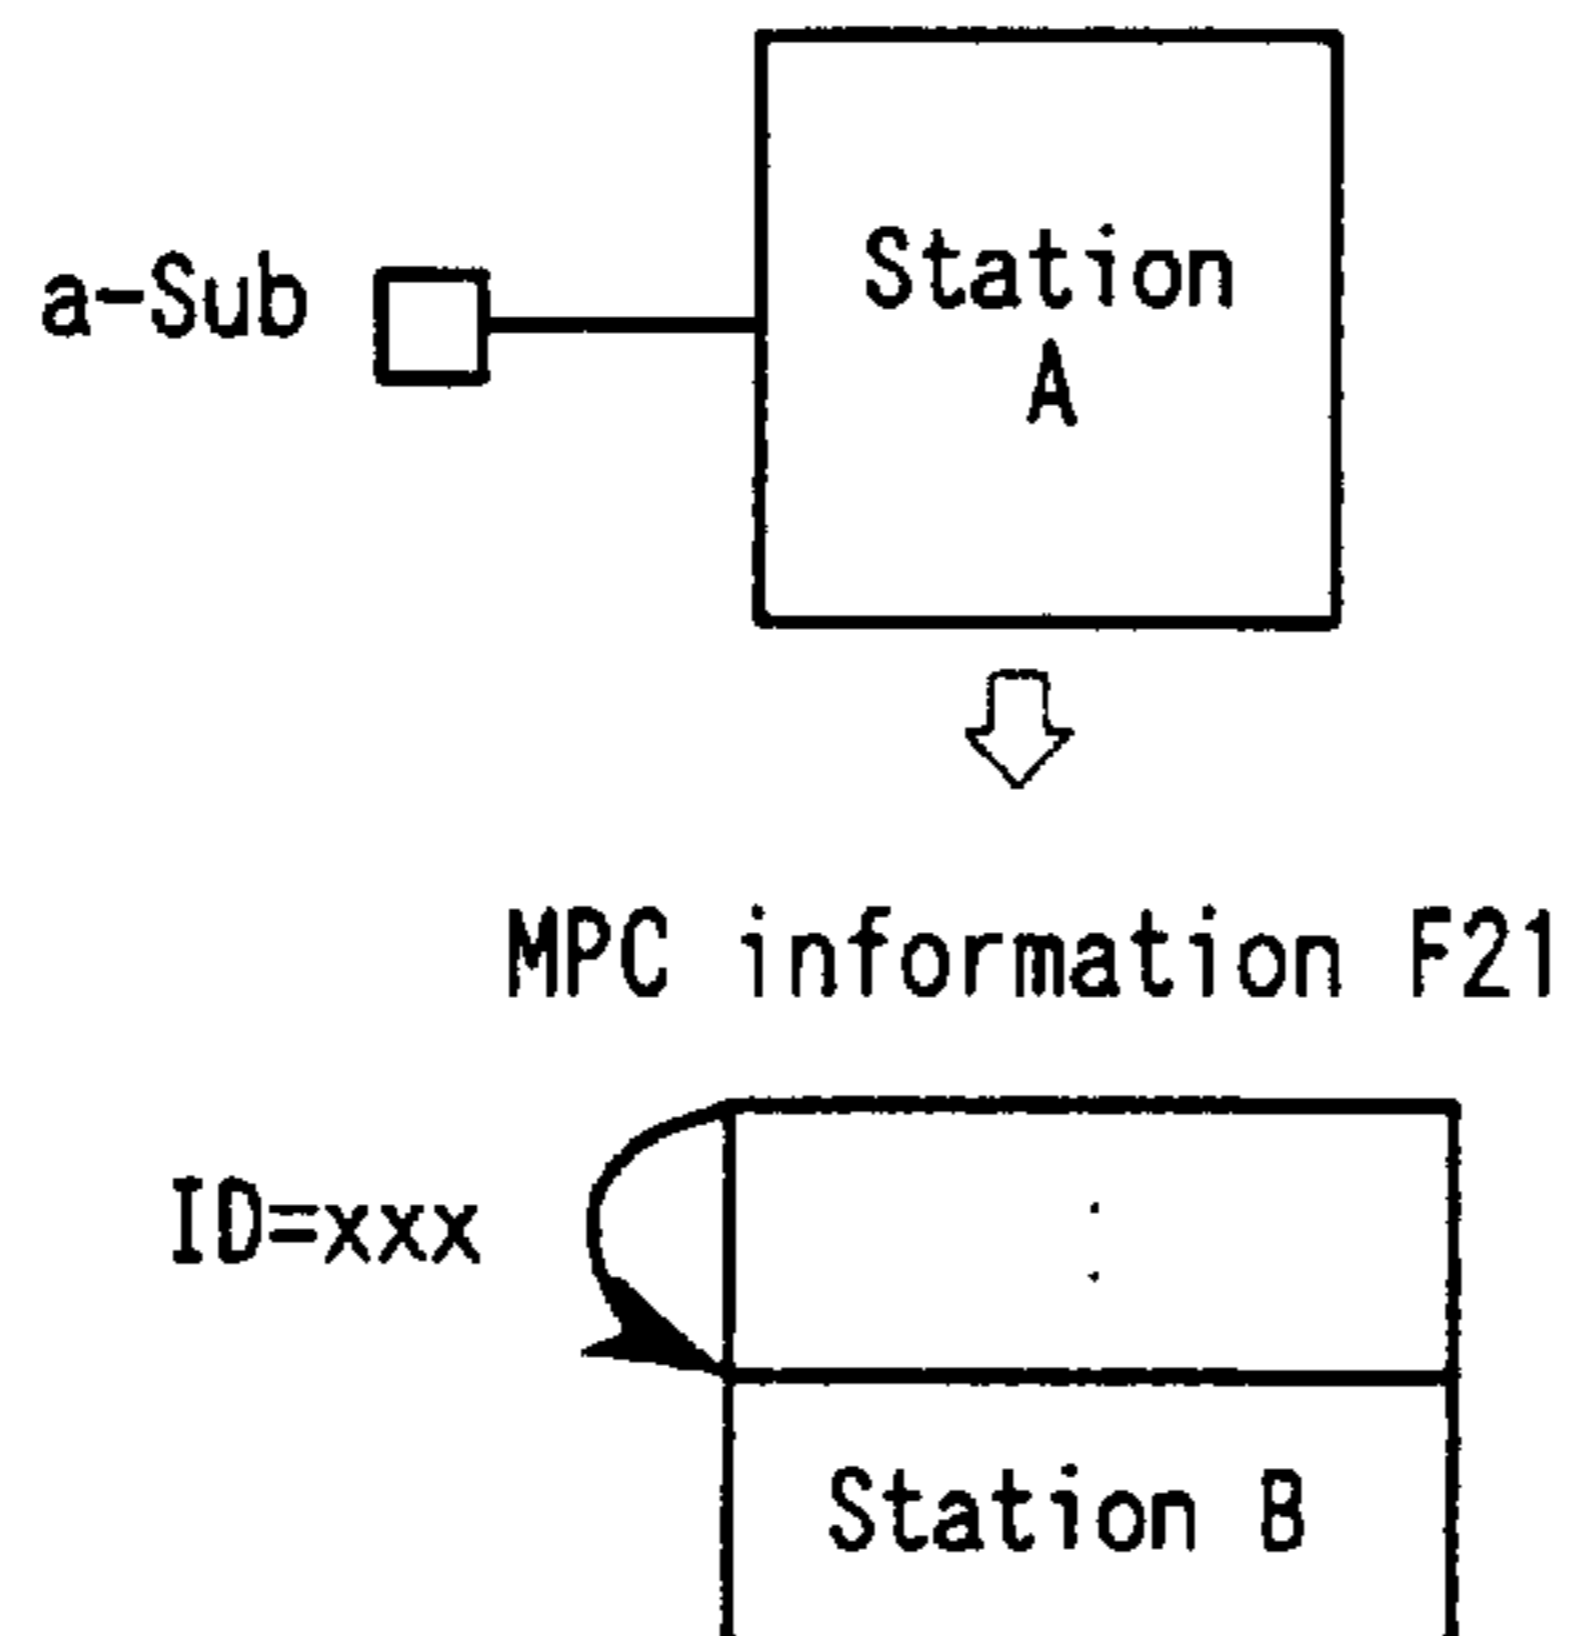 Station
A
a-Sub
MPC information F21
ID=xxx
:
Station B